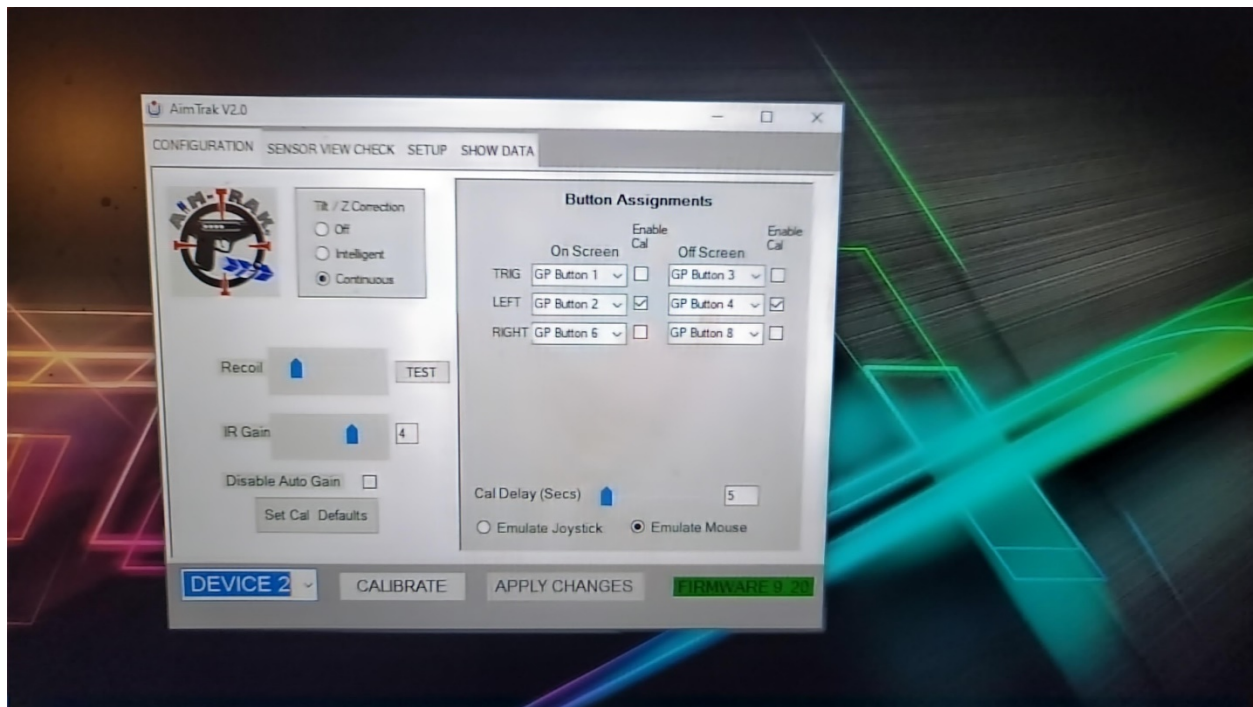 AimTrak V2.0
CONFIGURATION SENSOR VIEW CHECK SETUP SHOW DATA
AIM-TRAK.
Tilt / Z Correction
Off
Intelligent
Continuous
Recoil
TEST
IR Gain
4
Disable Auto Gain
Set Cal Defaults
Button Assignments
On Screen Enable Cal Off Screen Enable Cal
TRIG GP Button 1 GP Button 3
LEFT GP Button 2 GP Button 4
RIGHT GP Button 6 GP Button 8
Cal Delay (Secs) 5
Emulate Joystick Emulate Mouse
DEVICE 2 CALIBRATE APPLY CHANGES FIRMWARE 9.20